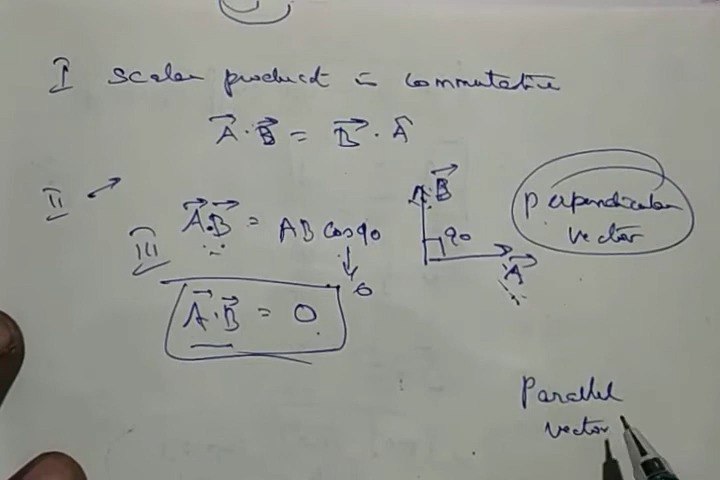 I scalar product is commutative
A⃗ · B⃗ = B⃗ · A⃗
II
B⃗
Perpendicular
vector
III
A⃗ · B⃗ = AB cos 90
90
A⃗
0
A⃗ · B⃗ = 0
Parallel
vector